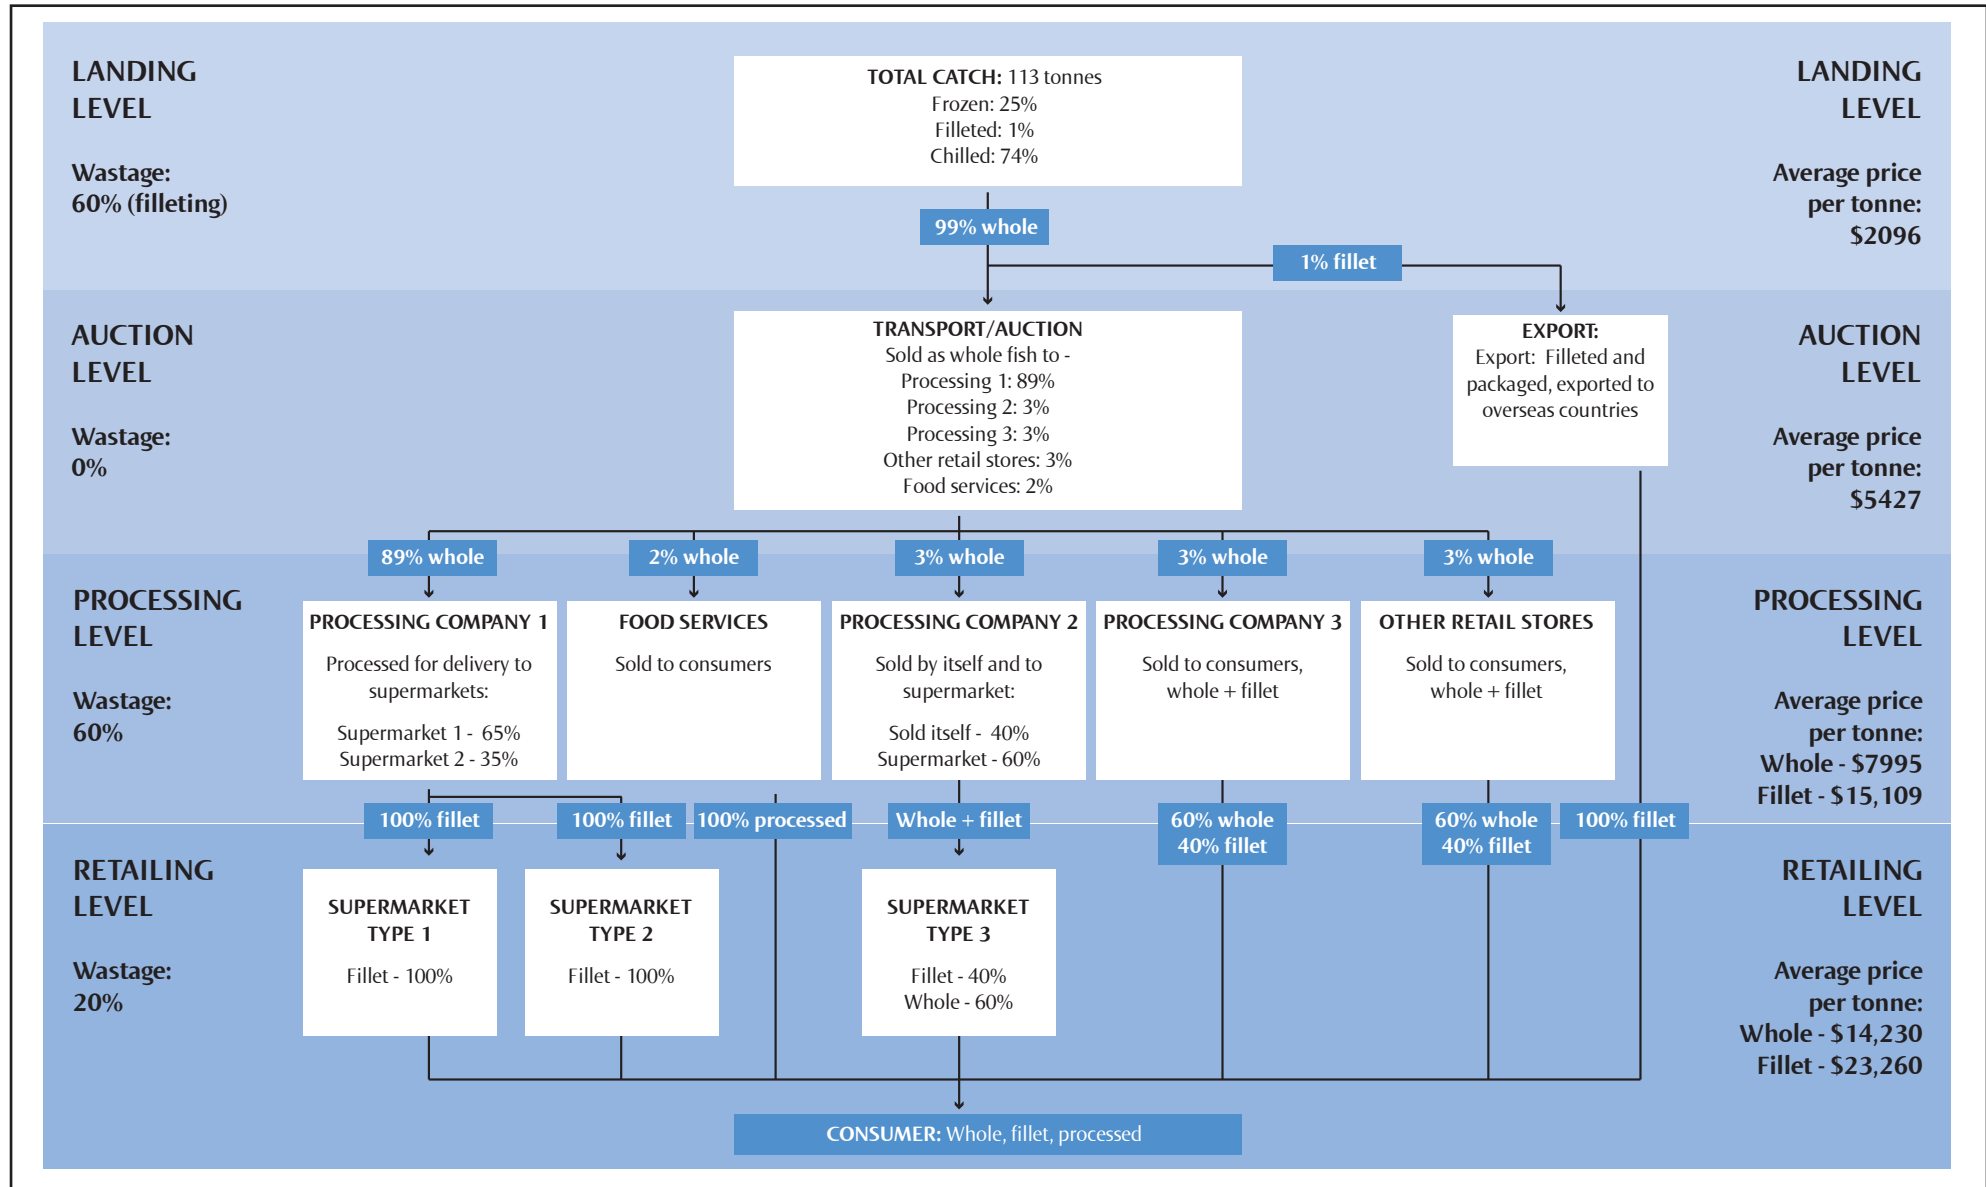 LANDING
LEVEL
Wastage:
60% (filleting)
TOTAL CATCH: 113 tonnes
Frozen: 25%
Filleted: 1%
Chilled: 74%
LANDING
LEVEL
Average price
per tonne:
$2096
99% whole
1% fillet
AUCTION
LEVEL
Wastage:
0%
TRANSPORT/AUCTION
Sold as whole fish to -
Processing 1: 89%
Processing 2: 3%
Processing 3: 3%
Other retail stores: 3%
Food services: 2%
EXPORT:
Export: Filleted and
packaged, exported to
overseas countries
AUCTION
LEVEL
Average price
per tonne:
$5427
89% whole
2% whole
3% whole
3% whole
3% whole
PROCESSING
LEVEL
Wastage:
60%
PROCESSING COMPANY 1
Processed for delivery to
supermarkets:
Supermarket 1 - 65%
Supermarket 2 - 35%
FOOD SERVICES
Sold to consumers
PROCESSING COMPANY 2
Sold by itself and to
supermarket:
Sold itself - 40%
Supermarket - 60%
PROCESSING COMPANY 3
Sold to consumers,
whole + fillet
OTHER RETAIL STORES
Sold to consumers,
whole + fillet
PROCESSING
LEVEL
Average price
per tonne:
Whole - $7995
Fillet - $15,109
100% fillet
100% fillet
100% processed
Whole + fillet
60% whole
40% fillet
60% whole
40% fillet
100% fillet
RETAILING
LEVEL
Wastage:
20%
SUPERMARKET
TYPE 1
Fillet - 100%
SUPERMARKET
TYPE 2
Fillet - 100%
SUPERMARKET
TYPE 3
Fillet - 40%
Whole - 60%
RETAILING
LEVEL
Average price
per tonne:
Whole - $14,230
Fillet - $23,260
CONSUMER: Whole, fillet, processed